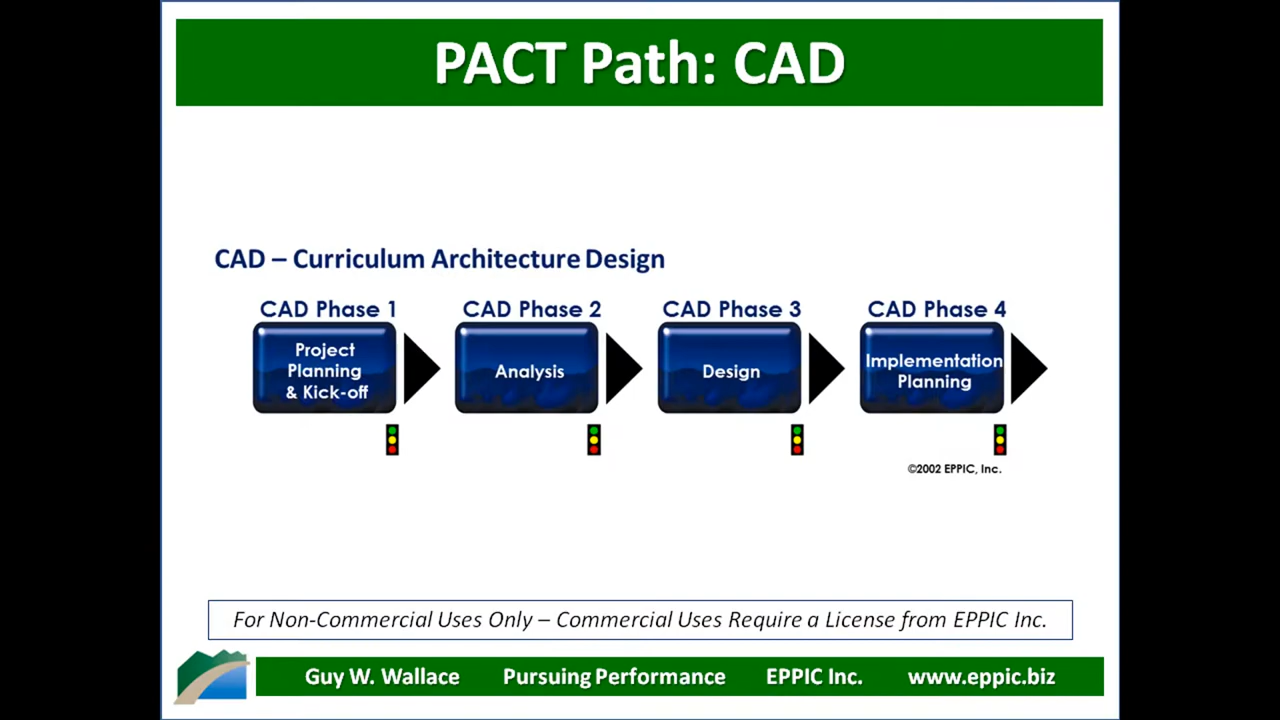 PACT Path: CAD
CAD – Curriculum Architecture Design
CAD Phase 1
CAD Phase 2
CAD Phase 3
CAD Phase 4
Project
Planning
& Kick-off
Analysis
Design
Implementation
Planning
©2002 EPPIC, Inc.
For Non-Commercial Uses Only – Commercial Uses Require a License from EPPIC Inc.
Guy W. Wallace Pursuing Performance EPPIC Inc. www.eppic.biz